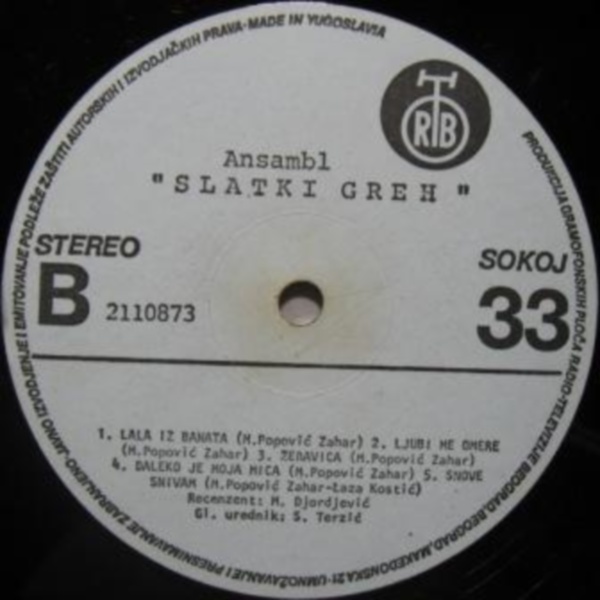 JAVNO IZVODJENJE I EMITOVANJE PODLEŽE ZAŠTITI AUTORSKIH I IZVODJAČKIH PRAVA·MADE IN YUGOSLAVIA
RTB
Ansambl
"SLATKI GREH"
STEREO
SOKOJ
B
2110873
33
1. LALA IZ BANATA (M.Popović Zahar) 2. LJUBI ME OMERE
(M.Popović Zahar) 3. ŽERAVICA (M.Popović Zahar)
4. DALEKO JE MOJA MICA (M.Popović Zahar) 5. SNOVE
SNIVAM (M.Popović Zahar-Laza Kostić)
Recenzent: M. Djordjević
Gl. urednik: S. Terzić
PRODUKCIJA GRAMOFONSKIH PLOČA RADIO-TELEVIZIJE BEOGRAD, BEOGRAD, MAKEDONSKA 21·UMNOŽAVANJE I PRESNIMAVANJE ZABRANJENO·